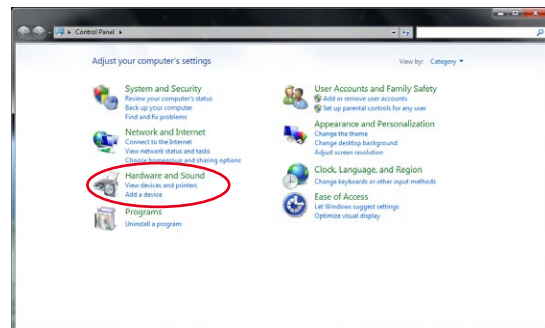 Control Panel
Adjust your computer's settings
View by: Category
System and Security
Review your computer's status
Back up your computer
Find and fix problems
Network and Internet
Connect to the Internet
View network status and tasks
Choose homegroup and sharing options
Hardware and Sound
View devices and printers
Add a device
Programs
Uninstall a program
User Accounts and Family Safety
Add or remove user accounts
Set up parental controls for any user
Appearance and Personalization
Change the theme
Change desktop background
Adjust screen resolution
Clock, Language, and Region
Change keyboards or other input methods
Ease of Access
Let Windows suggest settings
Optimize visual display